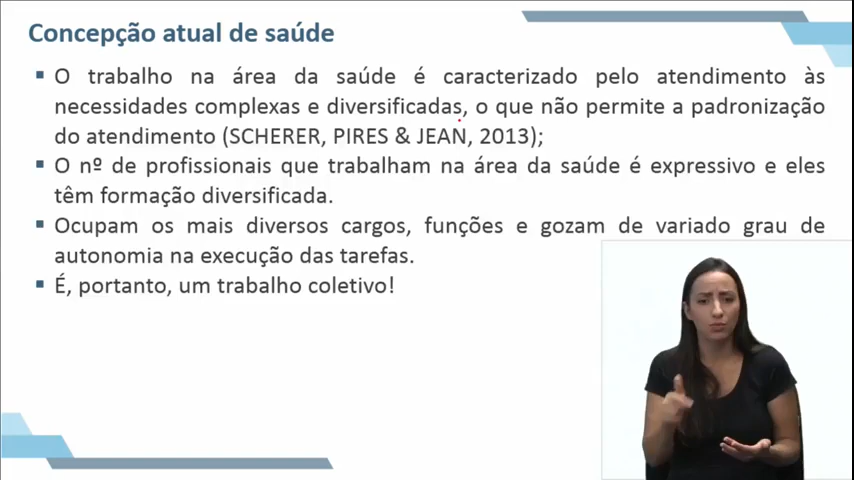 Concepção atual de saúde
▪ O trabalho na área da saúde é caracterizado pelo atendimento às
necessidades complexas e diversificadas, o que não permite a padronização
do atendimento (SCHERER, PIRES & JEAN, 2013);
▪ O nº de profissionais que trabalham na área da saúde é expressivo e eles
têm formação diversificada.
▪ Ocupam os mais diversos cargos, funções e gozam de variado grau de
autonomia na execução das tarefas.
▪ É, portanto, um trabalho coletivo!